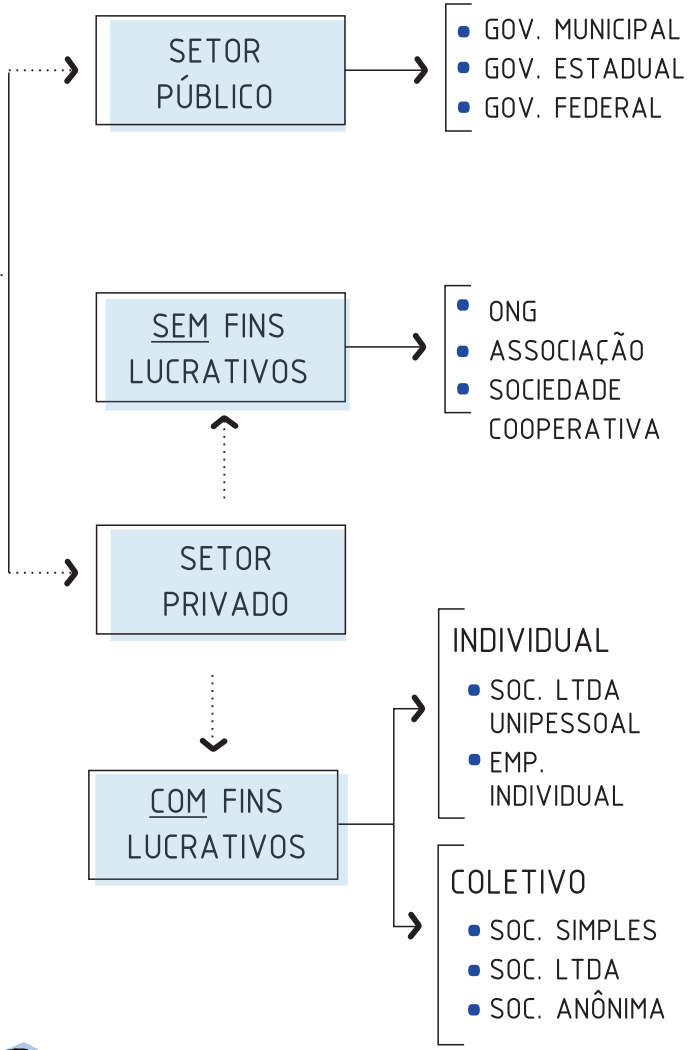 SETOR
PÚBLICO
GOV. MUNICIPAL
GOV. ESTADUAL
GOV. FEDERAL
SEM FINS
LUCRATIVOS
ONG
ASSOCIAÇÃO
SOCIEDADE
COOPERATIVA
SETOR
PRIVADO
COM FINS
LUCRATIVOS
INDIVIDUAL
SOC. LTDA
UNIPESSOAL
EMP.
INDIVIDUAL
COLETIVO
SOC. SIMPLES
SOC. LTDA
SOC. ANÔNIMA